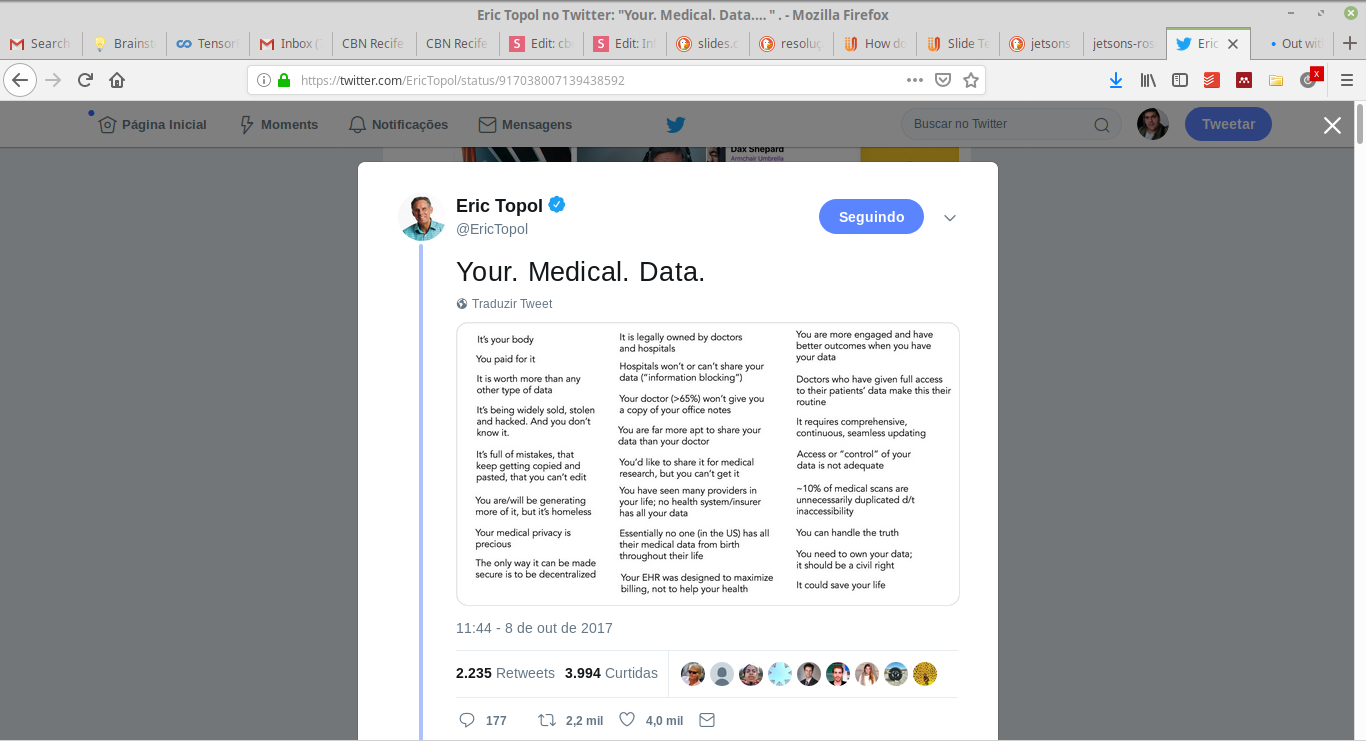 Eric Topol no Twitter: "Your. Medical. Data.... " . - Mozilla Firefox
Search
Brainst
Tensor
Inbox (
CBN Recife
CBN Recife
Edit: cb
Edit: In
slides.c
resoluç
How do
Slide Te
jetsons
jetsons-ros
Eric
Out wit
https://twitter.com/EricTopol/status/917038007139438592
x
Página Inicial
Moments
Notificações
Mensagens
Buscar no Twitter
Tweetar
Dax Shepard
Armchair Umbrella
Eric Topol
@EricTopol
Seguindo
Your. Medical. Data.
Traduzir Tweet
It's your body
You paid for it
It is worth more than any
other type of data
It's being widely sold, stolen
and hacked. And you don't
know it.
It's full of mistakes, that
keep getting copied and
pasted, that you can't edit
You are/will be generating
more of it, but it's homeless
Your medical privacy is
precious
The only way it can be made
secure is to be decentralized
It is legally owned by doctors
and hospitals
Hospitals won't or can't share your
data ("information blocking")
Your doctor (>65%) won't give you
a copy of your office notes
You are far more apt to share your
data than your doctor
You'd like to share it for medical
research, but you can't get it
You have seen many providers in
your life; no health system/insurer
has all your data
Essentially no one (in the US) has all
their medical data from birth
throughout their life
Your EHR was designed to maximize
billing, not to help your health
You are more engaged and have
better outcomes when you have
your data
Doctors who have given full access
to their patients' data make this their
routine
It requires comprehensive,
continuous, seamless updating
Access or "control" of your
data is not adequate
~10% of medical scans are
unnecessarily duplicated d/t
inaccessibility
You can handle the truth
You need to own your data;
it should be a civil right
It could save your life
11:44 - 8 de out de 2017
2.235 Retweets 3.994 Curtidas
177
2,2 mil
4,0 mil